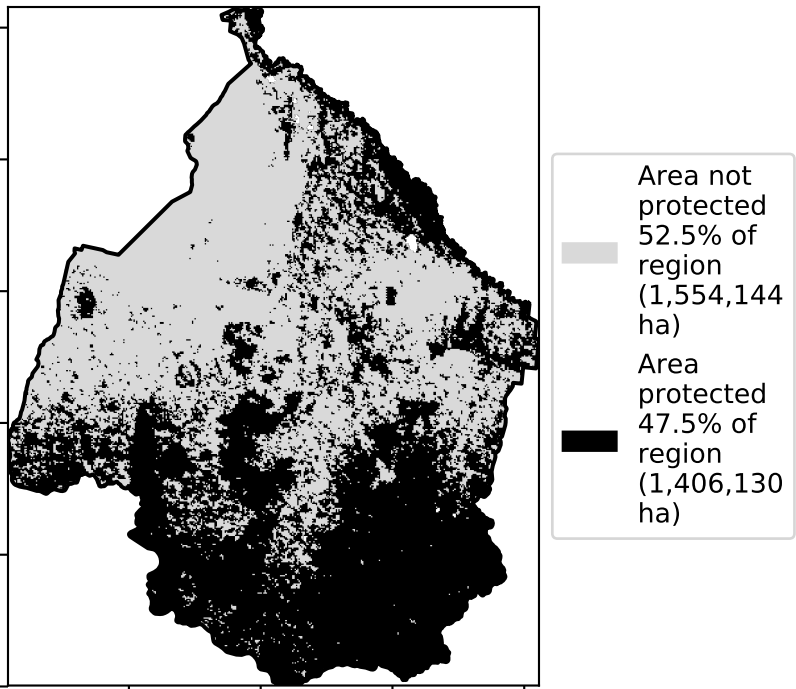 Area not
protected
52.5% of
region
(1,554,144
ha)
Area
protected
47.5% of
region
(1,406,130
ha)